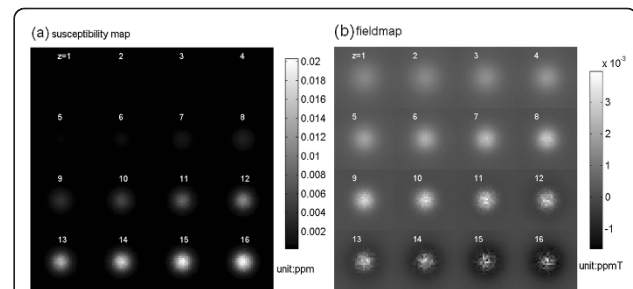 (a) susceptibility map
z=1 2 3 4
5 6 7 8
9 10 11 12
13 14 15 16
0.02
0.018
0.016
0.014
0.012
0.01
0.008
0.006
0.004
0.002
unit:ppm
(b) fieldmap
1 2 3 4
5 6 7 8
9 10 11 12
13 14 15 16
x 10⁻³
3
2
1
0
-1
unit:ppmT